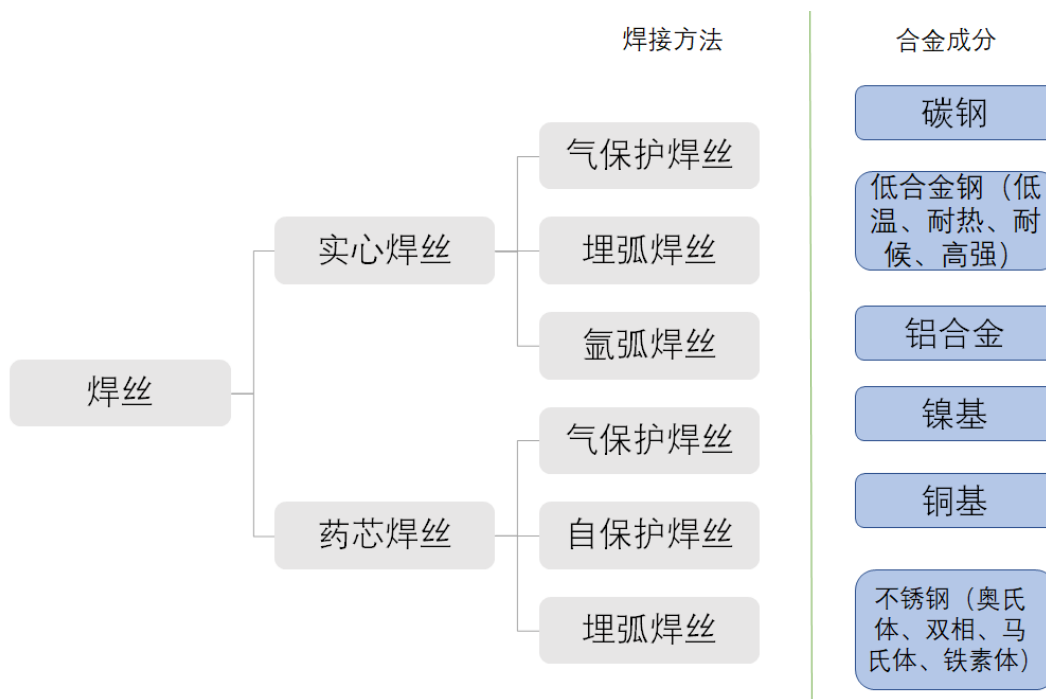 焊接方法
合金成分
碳钢
气保护焊丝
低合金钢（低
温、耐热、耐
候、高强）
实心焊丝
埋弧焊丝
氩弧焊丝
铝合金
焊丝
镍基
气保护焊丝
铜基
药芯焊丝
自保护焊丝
埋弧焊丝
不锈钢（奥氏
体、双相、马
氏体、铁素体）